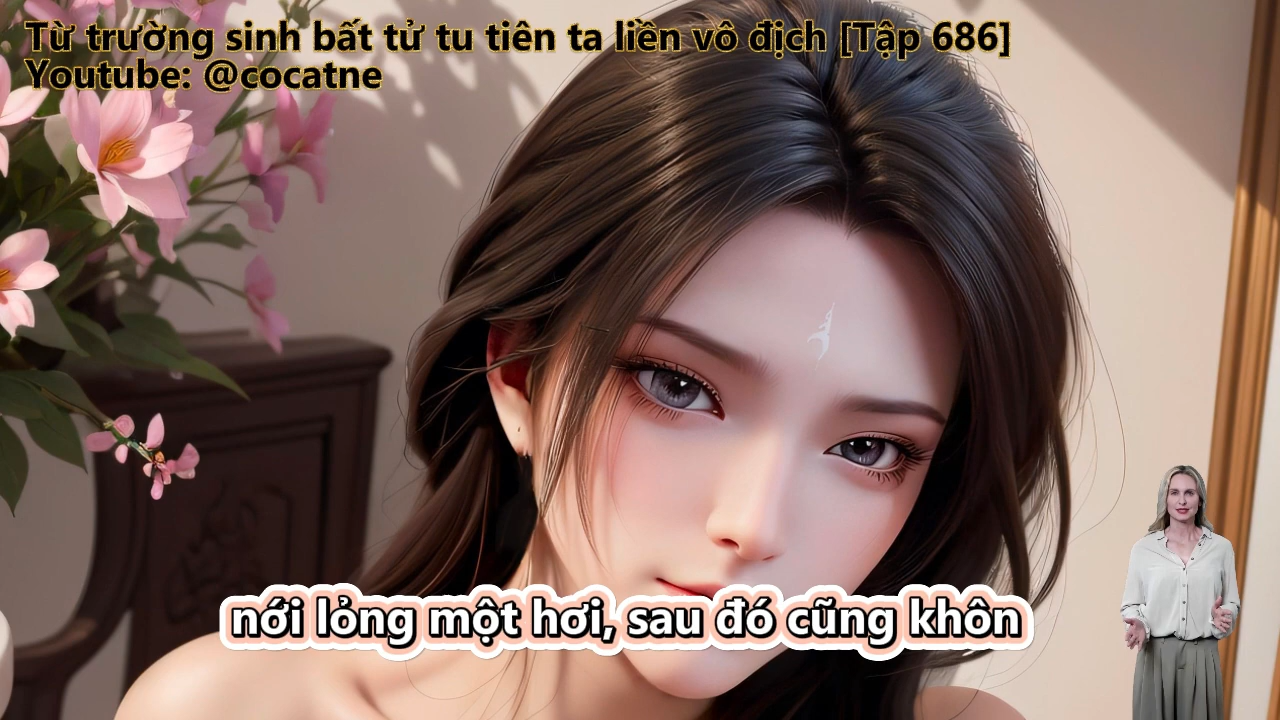 Từ trường sinh bất tử tu tiên ta liền vô địch [Tập 686]
Youtube: @cocatne
nới lỏng một hơi, sau đó cũng khôn